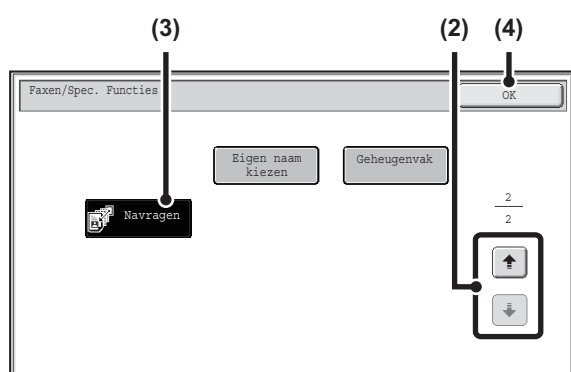 (3) (2) (4)
Faxen/Spec. Functies
OK
Eigen naam
kiezen
Geheugenvak
Navragen
2
2